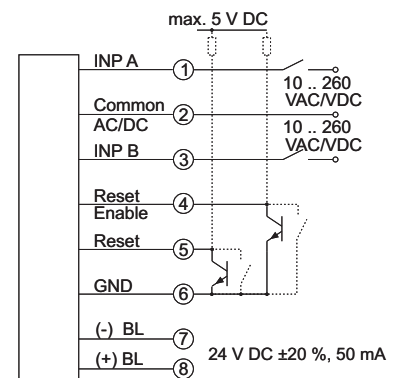 max. 5 V DC
INP A
1
10 .. 260
VAC/VDC
Common
AC/DC
2
10 .. 260
VAC/VDC
INP B
3
Reset
Enable
4
Reset
5
GND
6
(-) BL
7
(+) BL
8
24 V DC ±20 %, 50 mA